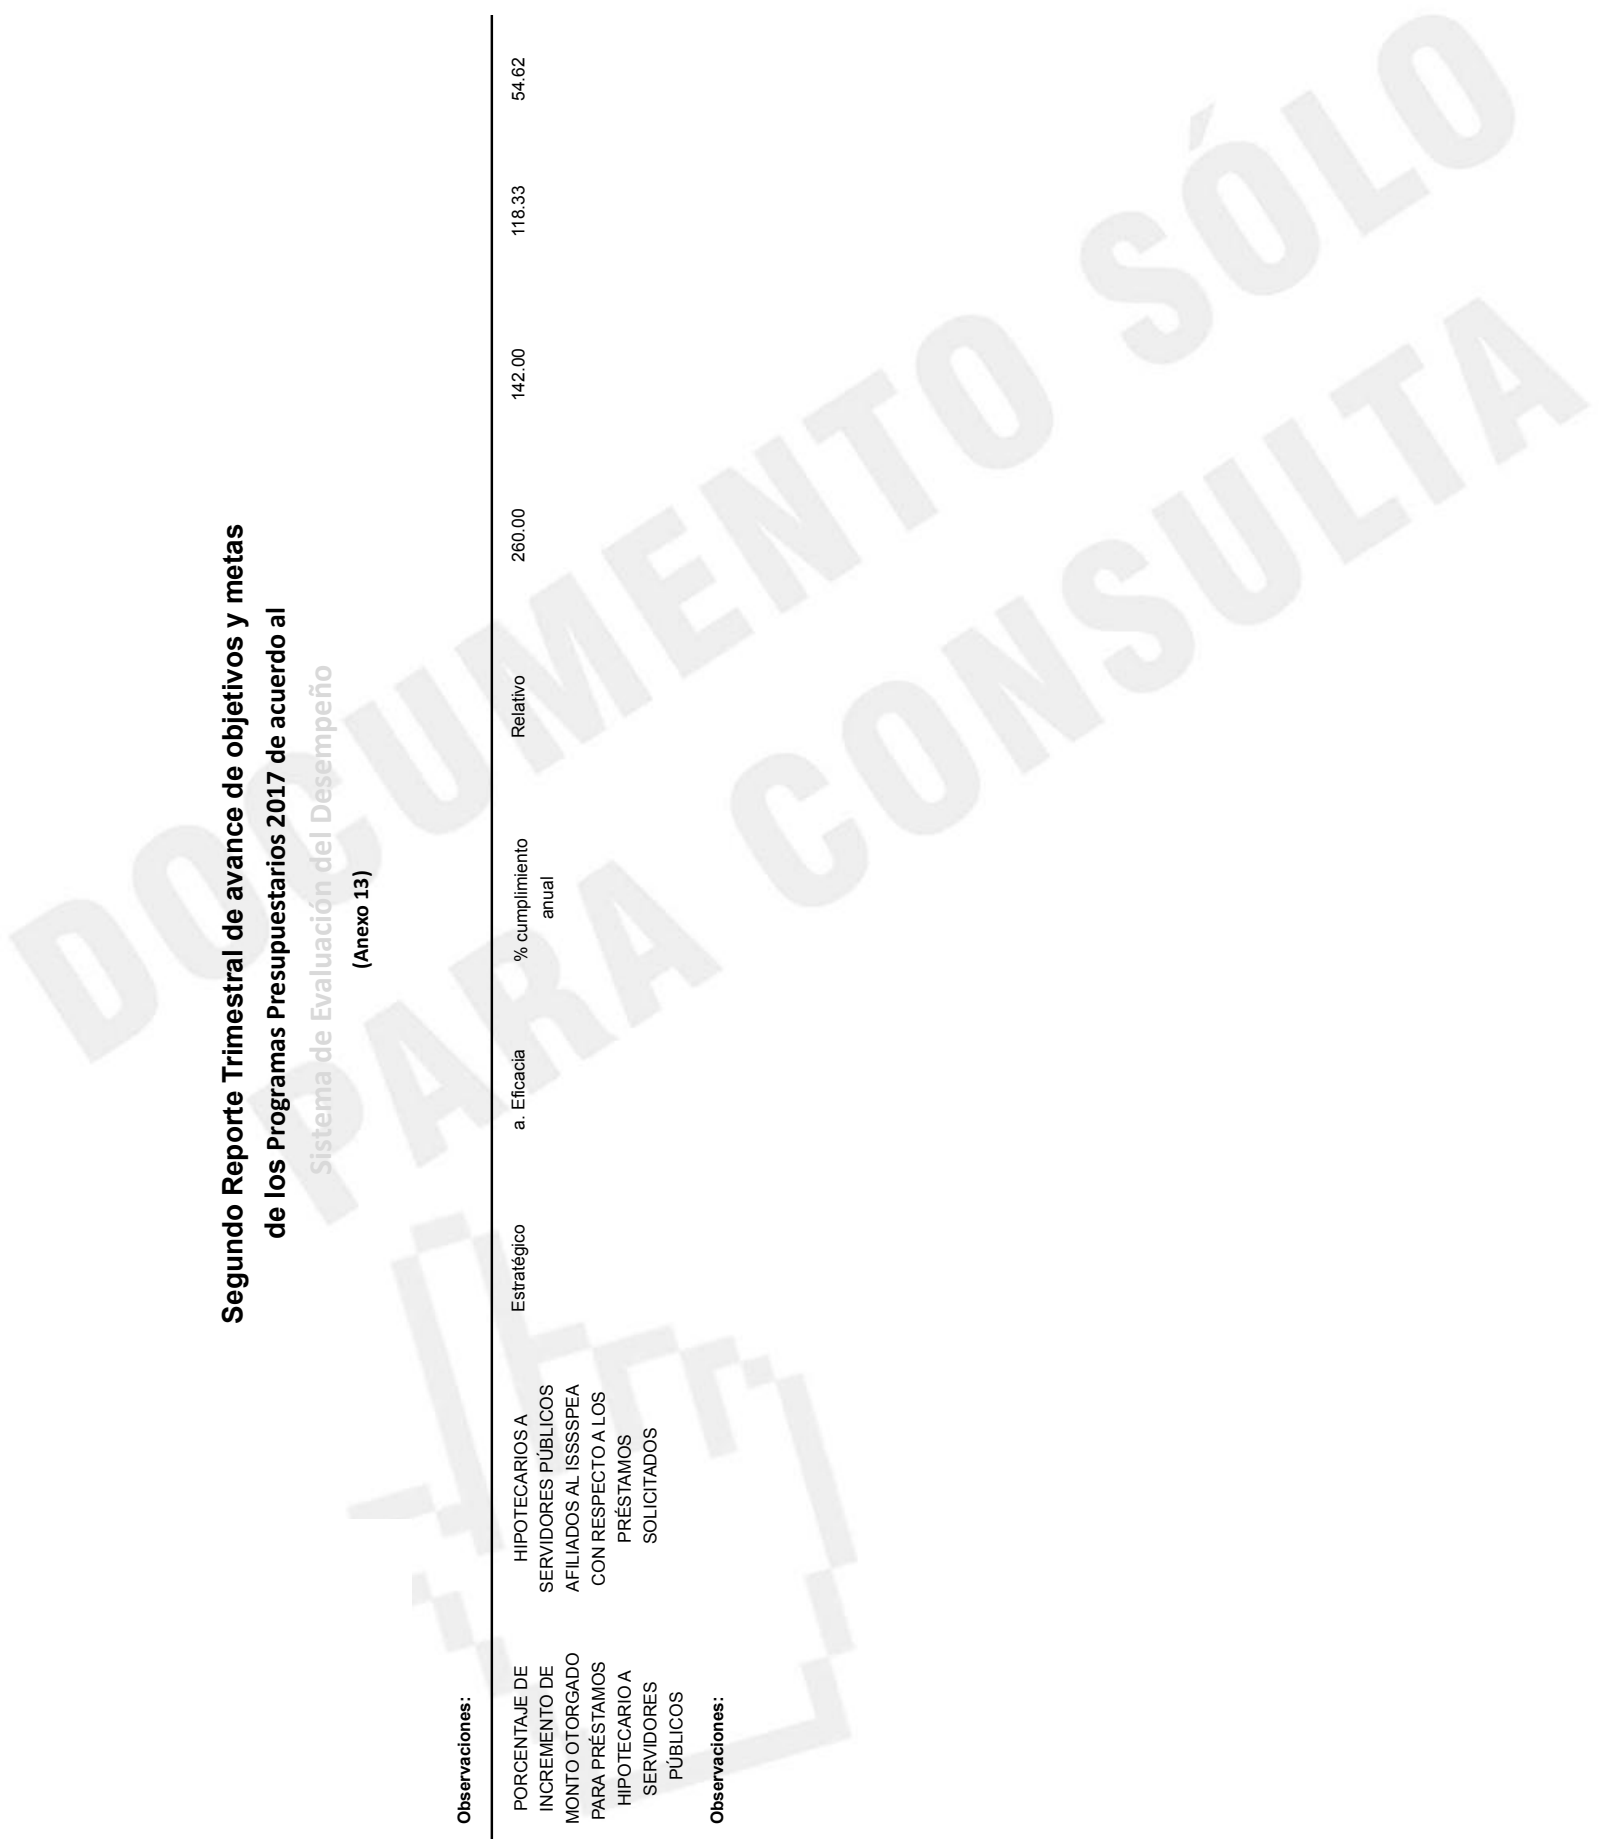 Segundo Reporte Trimestral de avance de objetivos y metas
de los Programas Presupuestarios 2017 de acuerdo al
Sistema de Evaluación del Desempeño
(Anexo 13)
Observaciones:
PORCENTAJE DE
INCREMENTO DE
MONTO OTORGADO
PARA PRÉSTAMOS
HIPOTECARIO A
SERVIDORES
PÚBLICOS
HIPOTECARIOS A
SERVIDORES PÚBLICOS
AFILIADOS AL ISSSSPEA
CON RESPECTO A LOS
PRÉSTAMOS
SOLICITADOS
Estratégico
a. Eficacia
% cumplimiento
anual
Relativo
260.00
142.00
118.33
54.62
Observaciones:
DOCUMENTO SÓLO
PARA CONSULTA